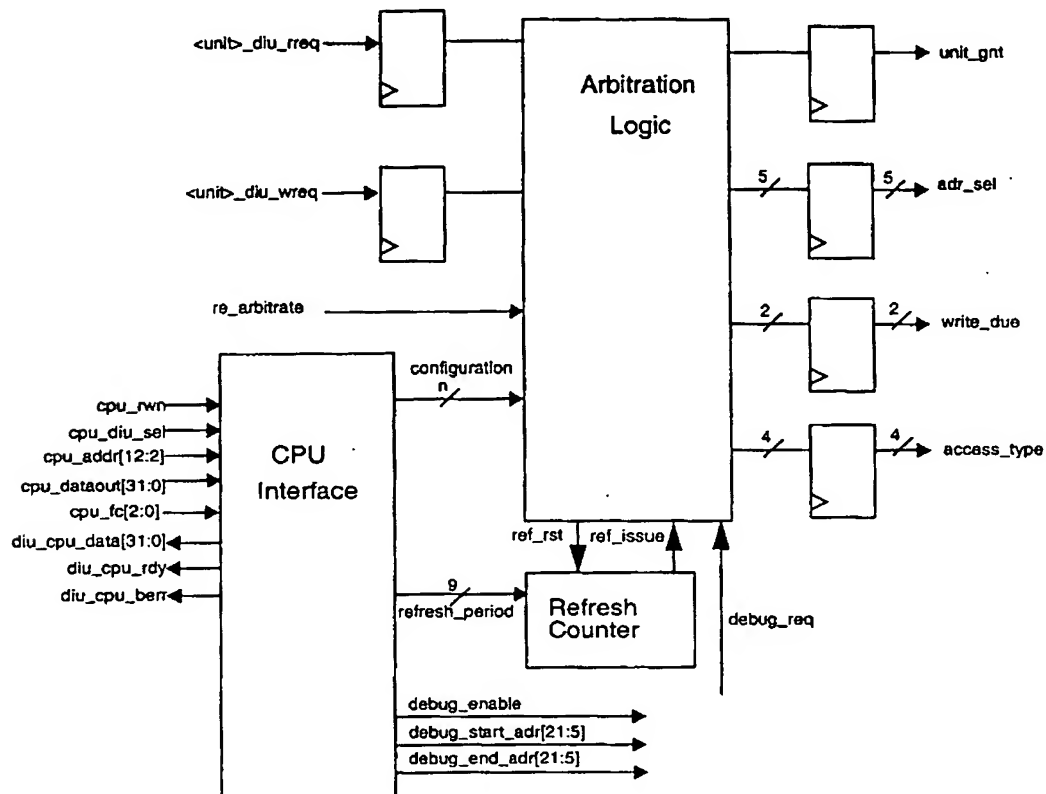 <unit>_diu_rreq
Arbitration
Logic
unit_gnt
<unit>_diu_wreq
5
5
adr_sel
re_arbitrate
2
2
write_due
configuration
n
4
4
access_type
cpu_rwn
cpu_diu_sel
cpu_addr[12:2]
cpu_dataout[31:0]
cpu_fc[2:0]
diu_cpu_data[31:0]
diu_cpu_rdy
diu_cpu_berr
CPU
Interface
ref_rst
ref_issue
9
refresh_period
Refresh
Counter
debug_req
debug_enable
debug_start_adr[21:5]
debug_end_adr[21:5]